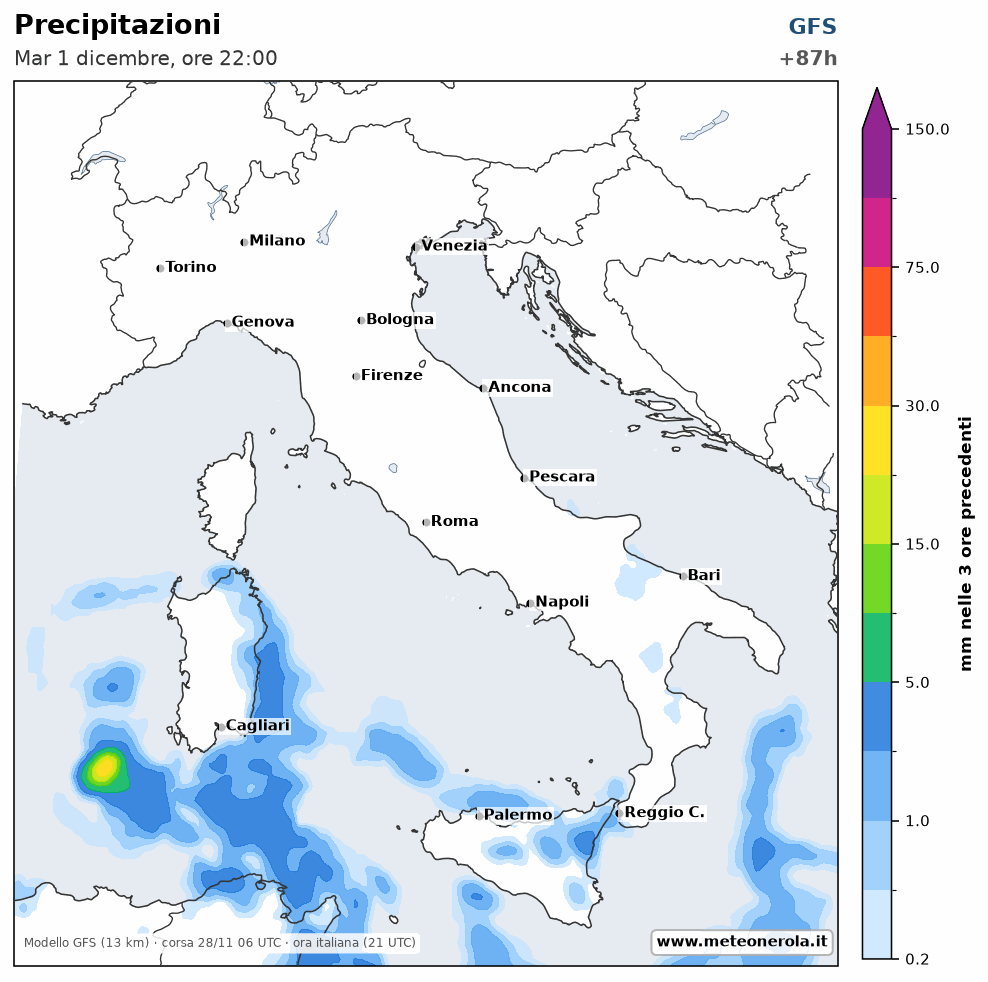 Precipitazioni
GFS
Mar 1 dicembre, ore 22:00
+87h
150.0
75.0
30.0
15.0
5.0
1.0
0.2
mm nelle 3 ore precedenti
Milano
Venezia
Torino
Genova
Bologna
Firenze
Ancona
Pescara
Roma
Bari
Napoli
Cagliari
Palermo
Reggio C.
Modello GFS (13 km) · corsa 28/11 06 UTC · ora italiana (21 UTC)
www.meteonerola.it